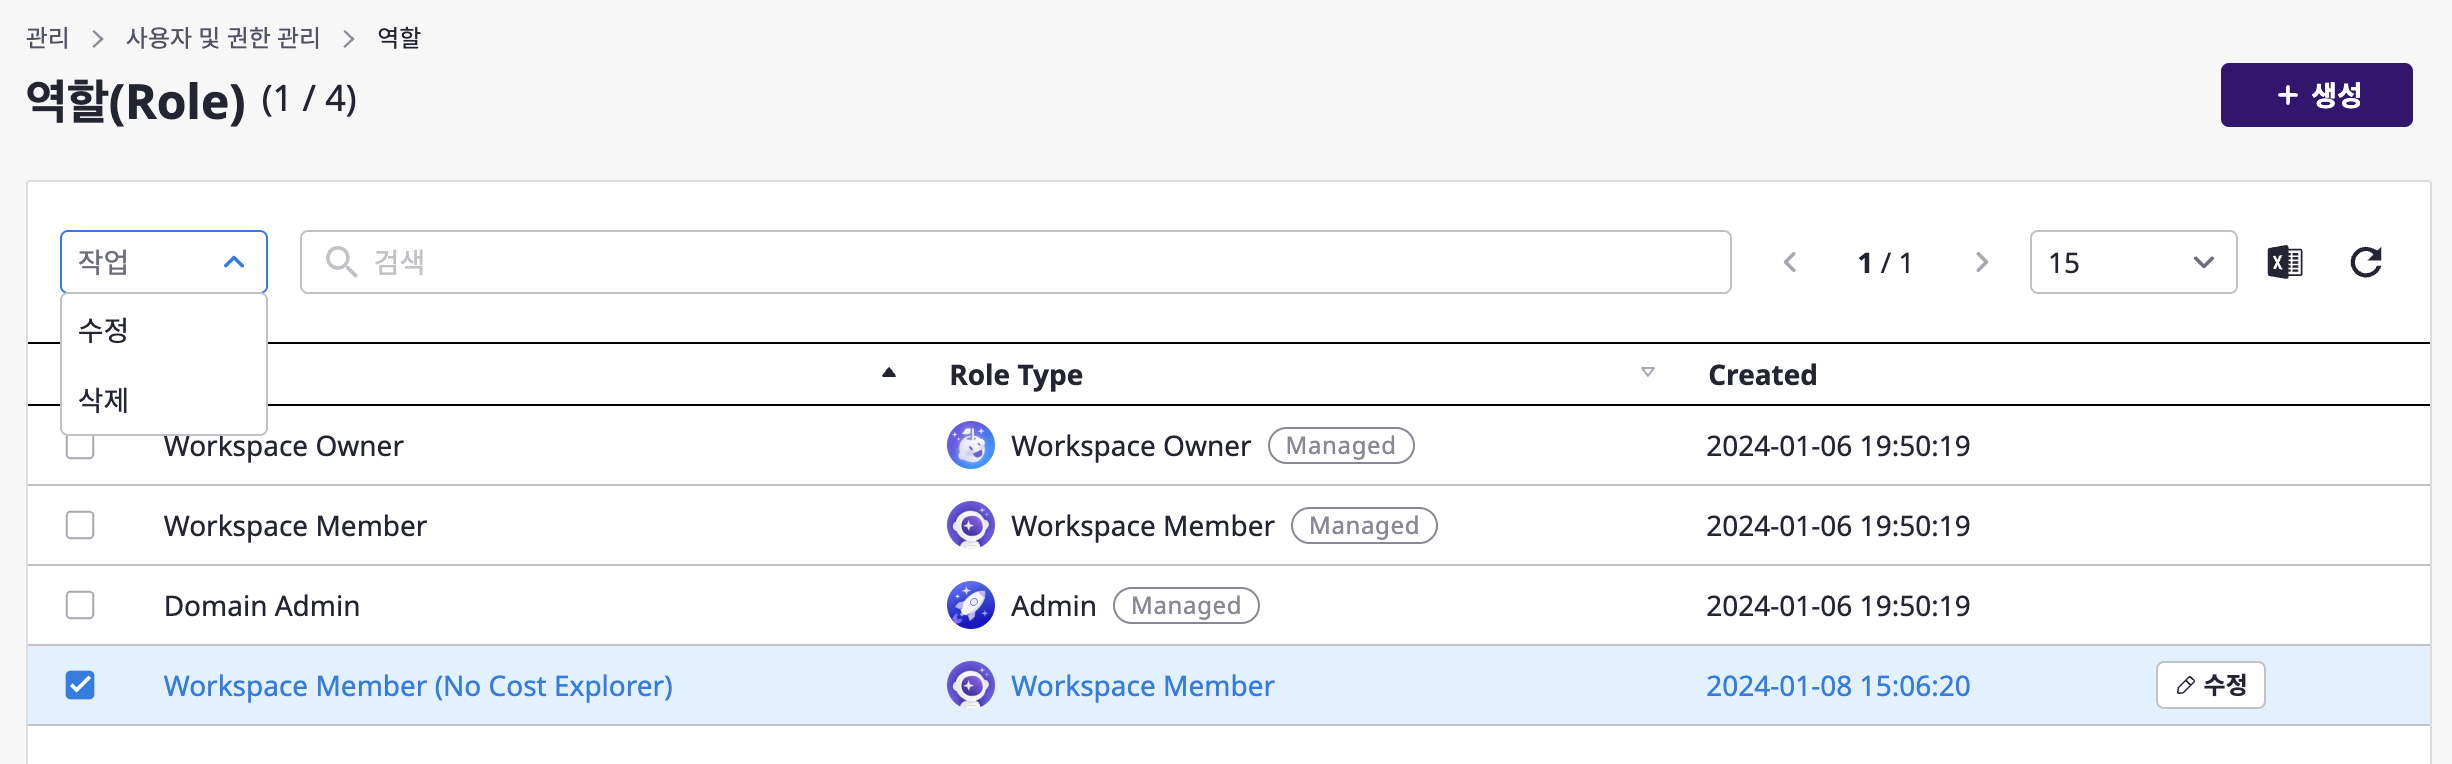 관리 > 사용자 및 권한 관리 > 역할
역할(Role) (1 / 4)
+ 생성
작업
검색
1 / 1
15
수정
삭제
Role Type
Created
Workspace Owner
Workspace Owner
Managed
2024-01-06 19:50:19
Workspace Member
Workspace Member
Managed
2024-01-06 19:50:19
Domain Admin
Admin
Managed
2024-01-06 19:50:19
Workspace Member (No Cost Explorer)
Workspace Member
2024-01-08 15:06:20
수정